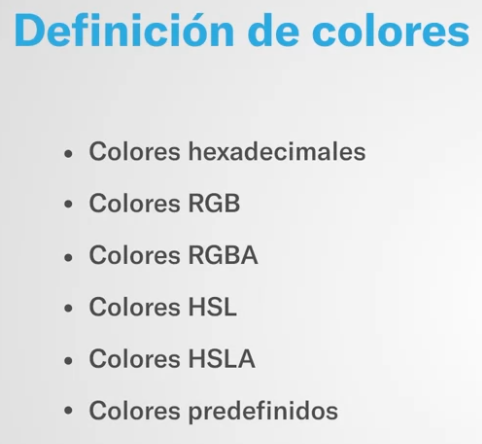 Definición de colores
• Colores hexadecimales
• Colores RGB
• Colores RGBA
• Colores HSL
• Colores HSLA
• Colores predefinidos